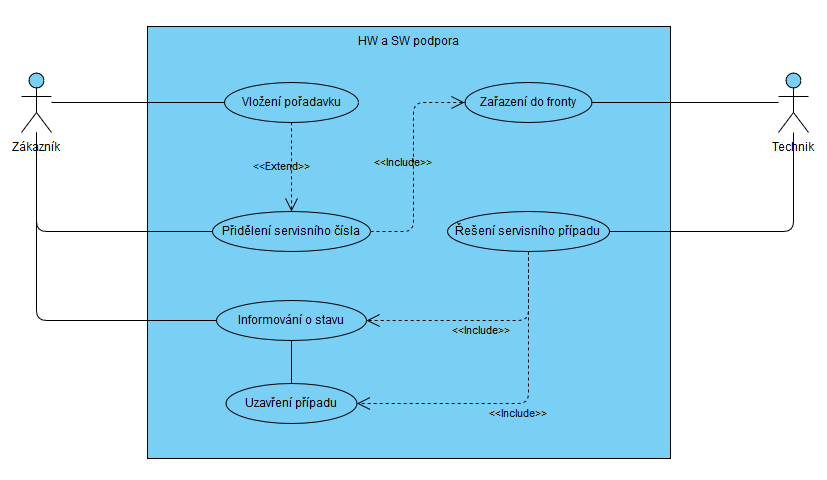 HW a SW podpora
Vložení pořadavku
Zařazení do fronty
Zákazník
Technik
<<Extend>>
<<Include>>
Přidělení servisního čísla
Řešení servisního případu
Informování o stavu
<<Include>>
Uzavření případu
<<Include>>